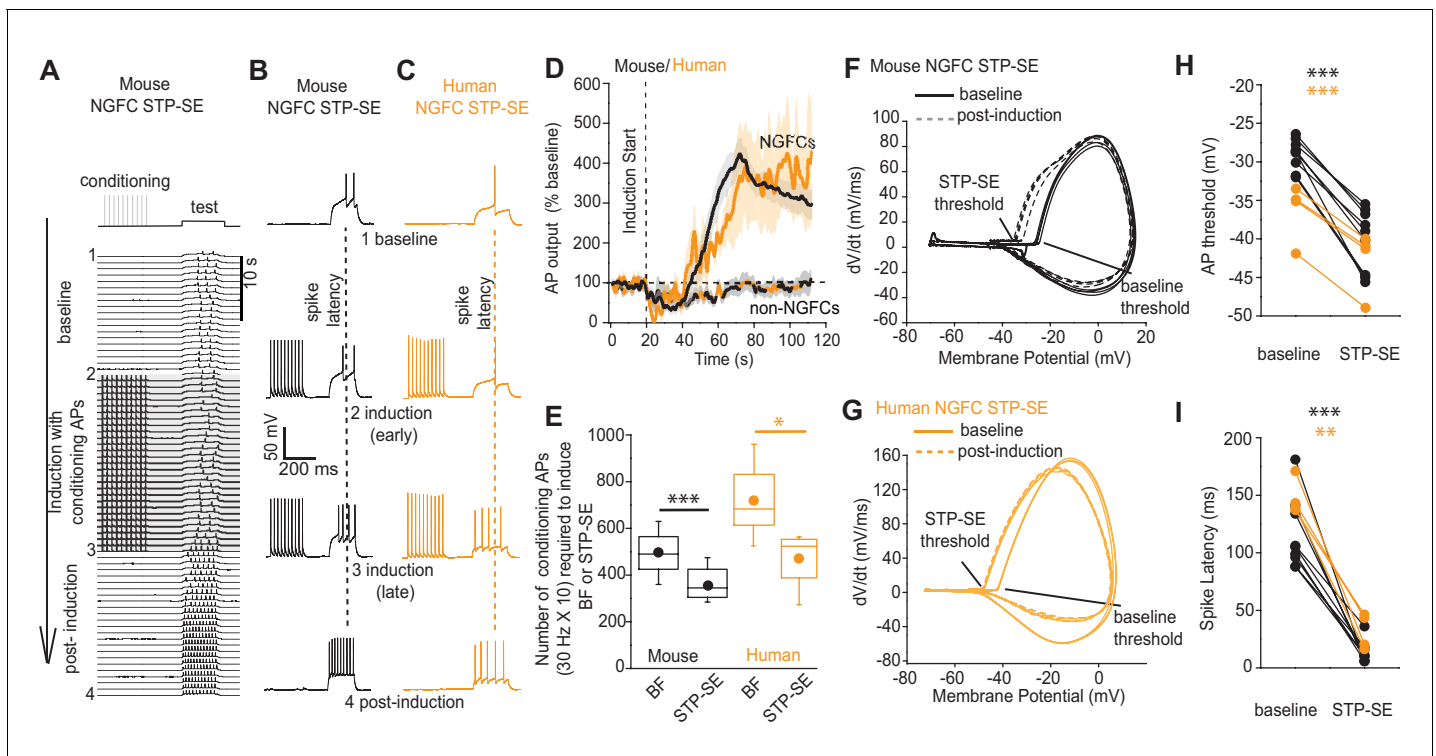 A
Mouse
NGFC STP-SE
conditioning
test
1
10 s
baseline
2
Induction with
conditioning APs
3
post- induction
4
B
Mouse
NGFC STP-SE
C
Human
NGFC STP-SE
1 baseline
spike
latency
spike
latency
2 induction
(early)
50 mV
200 ms
3 induction
(late)
4 post-induction
D
Mouse/Human
AP output (% baseline)
600
500
400
300
200
100
0
Induction Start
NGFCs
non-NGFCs
0 20 40 60 80 100 120
Time (s)
E
Number of conditioning APs
(30 Hz X 10) required to induce
BF or STP-SE
1000
800
600
400
200
0
***
*
Mouse
Human
BF
STP-SE
BF
STP-SE
F Mouse NGFC STP-SE
baseline
post-induction
dV/dt (mV/ms)
120
100
80
60
40
20
0
-20
-40
-60
STP-SE
threshold
baseline
threshold
-80 -60 -40 -20 0 20
Membrane Potential (mV)
G Human NGFC STP-SE
baseline
post-induction
dV/dt (mV/ms)
160
120
80
40
0
-40
-80
STP-SE
threshold
baseline
threshold
-80 -60 -40 -20 0
Membrane Potential (mV)
H
***
***
AP threshold (mV)
-20
-25
-30
-35
-40
-45
-50
baseline STP-SE
I
***
**
Spike Latency (ms)
200
150
100
50
0
baseline STP-SE